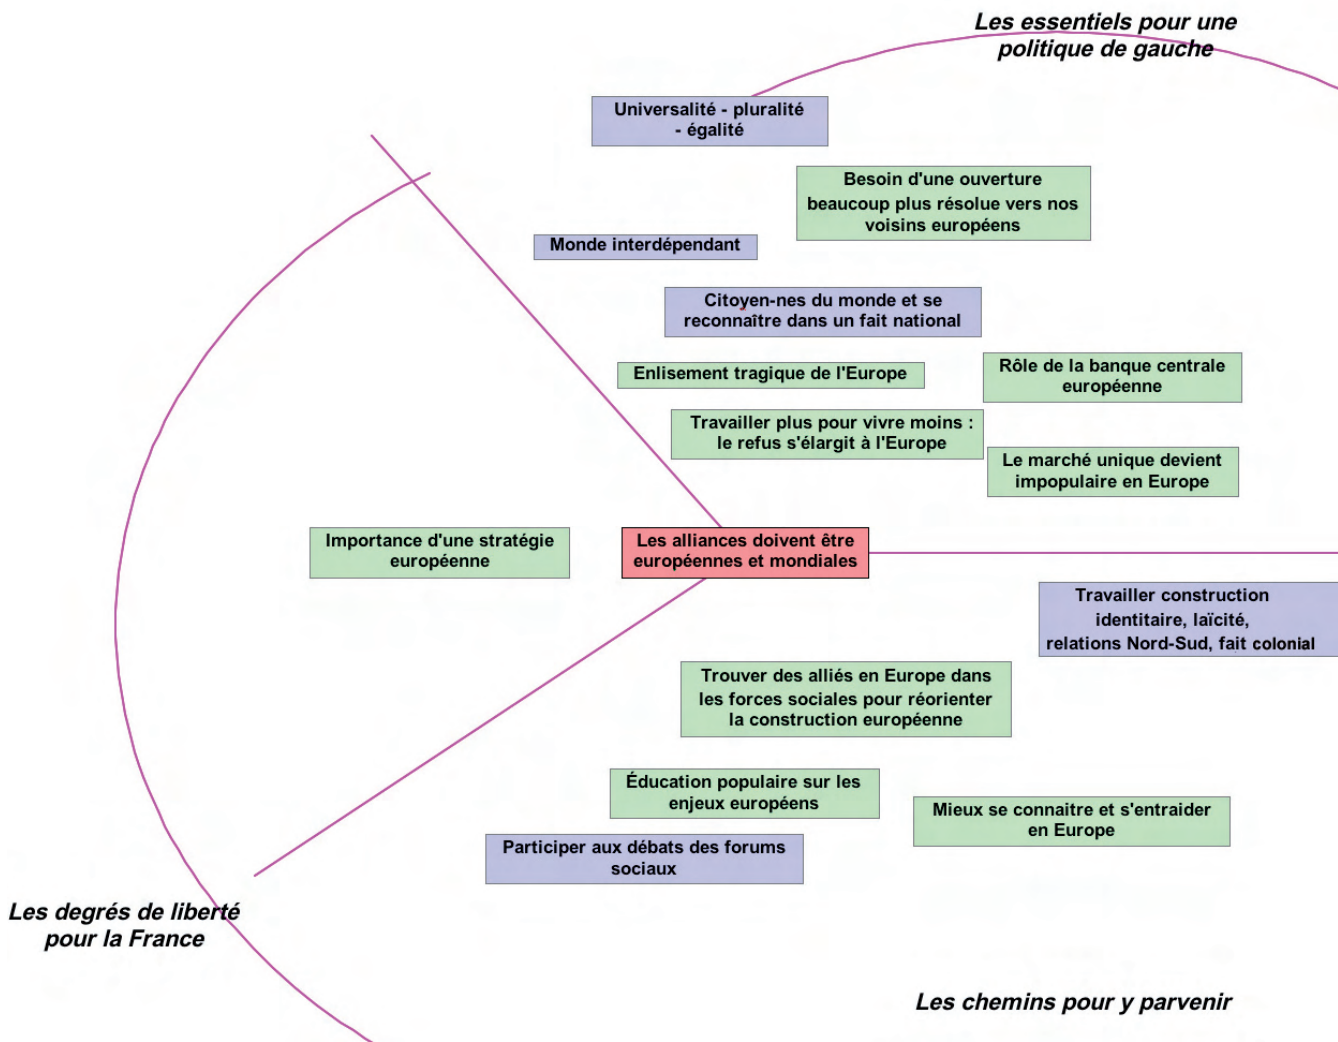 Les essentiels pour une
politique de gauche
Universalité - pluralité
- égalité
Besoin d'une ouverture
beaucoup plus résolue vers nos
voisins européens
Monde interdépendant
Citoyen-nes du monde et se
reconnaître dans un fait national
Enlisement tragique de l'Europe
Rôle de la banque centrale
européenne
Travailler plus pour vivre moins :
le refus s'élargit à l'Europe
Le marché unique devient
impopulaire en Europe
Importance d'une stratégie
européenne
Les alliances doivent être
européennes et mondiales
Travailler construction
identitaire, laïcité,
relations Nord-Sud, fait colonial
Trouver des alliés en Europe dans
les forces sociales pour réorienter
la construction européenne
Éducation populaire sur les
enjeux européens
Mieux se connaitre et s'entraider
en Europe
Participer aux débats des forums
sociaux
Les degrés de liberté
pour la France
Les chemins pour y parvenir